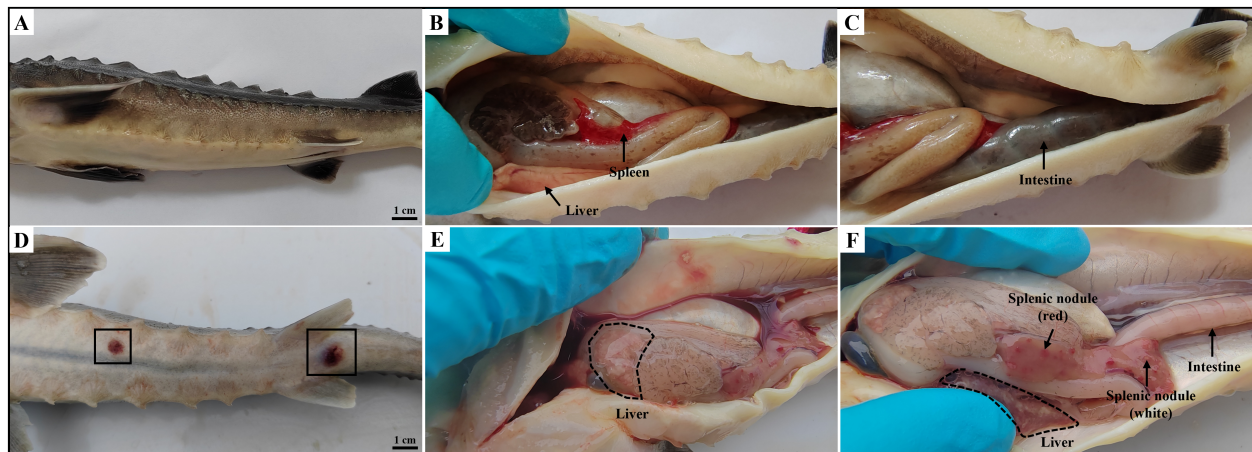 A
1 cm
B
Spleen
Liver
C
Intestine
D
1 cm
E
Liver
F
Splenic nodule
(red)
Intestine
Splenic nodule
(white)
Liver